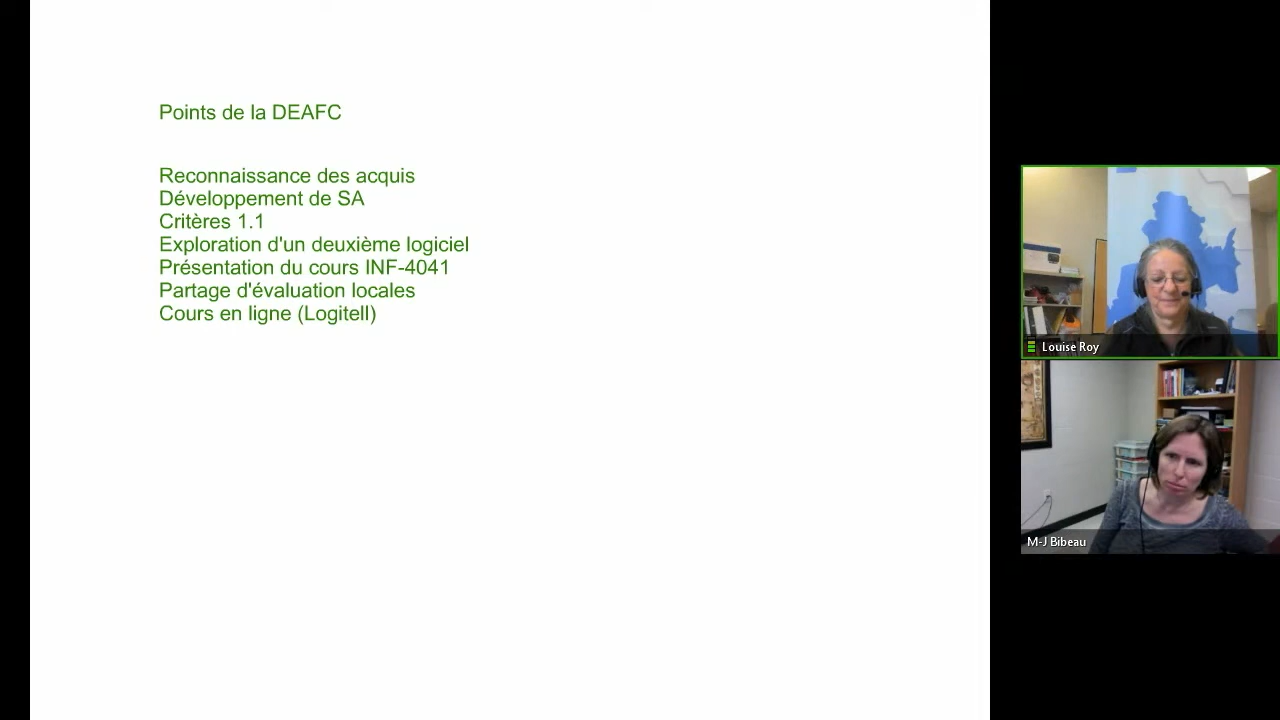 Points de la DEAFC
Reconnaissance des acquis
Développement de SA
Critères 1.1
Exploration d'un deuxième logiciel
Présentation du cours INF-4041
Partage d'évaluation locales
Cours en ligne (Logitell)
Louise Roy
M-J Bibeau